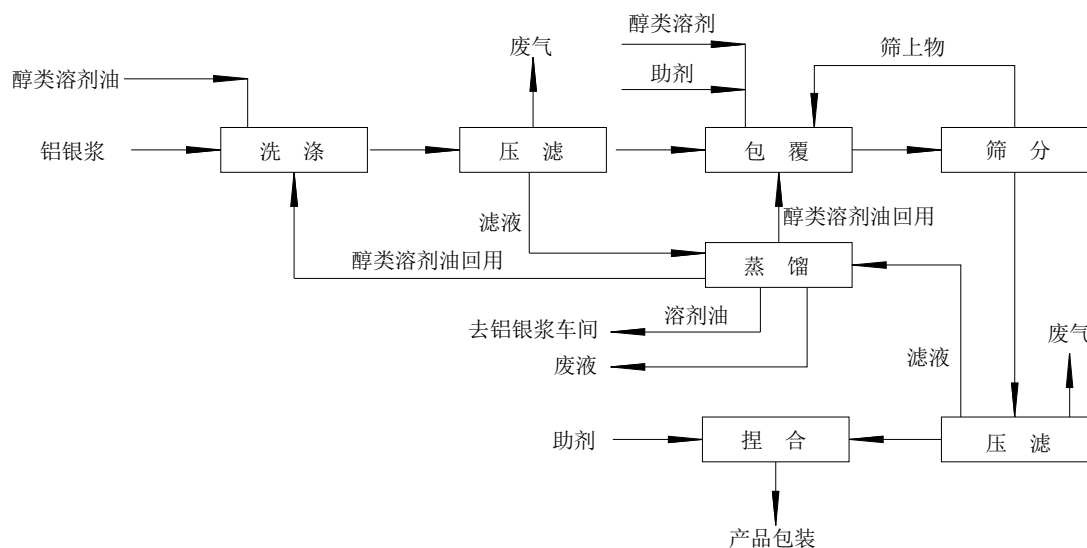 醇类溶剂
废气
筛上物
醇类溶剂油
助剂
铝银浆
洗 涤
压 滤
包 覆
筛 分
滤液
醇类溶剂油回用
醇类溶剂油回用
蒸 馏
溶剂油
去铝银浆车间
废气
废液
滤液
助剂
捏 合
压 滤
产品包装